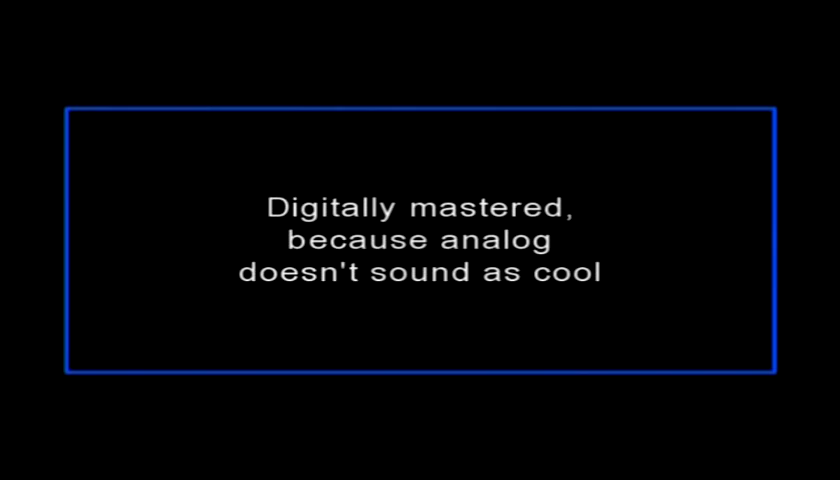 Digitally mastered,
because analog
doesn't sound as cool